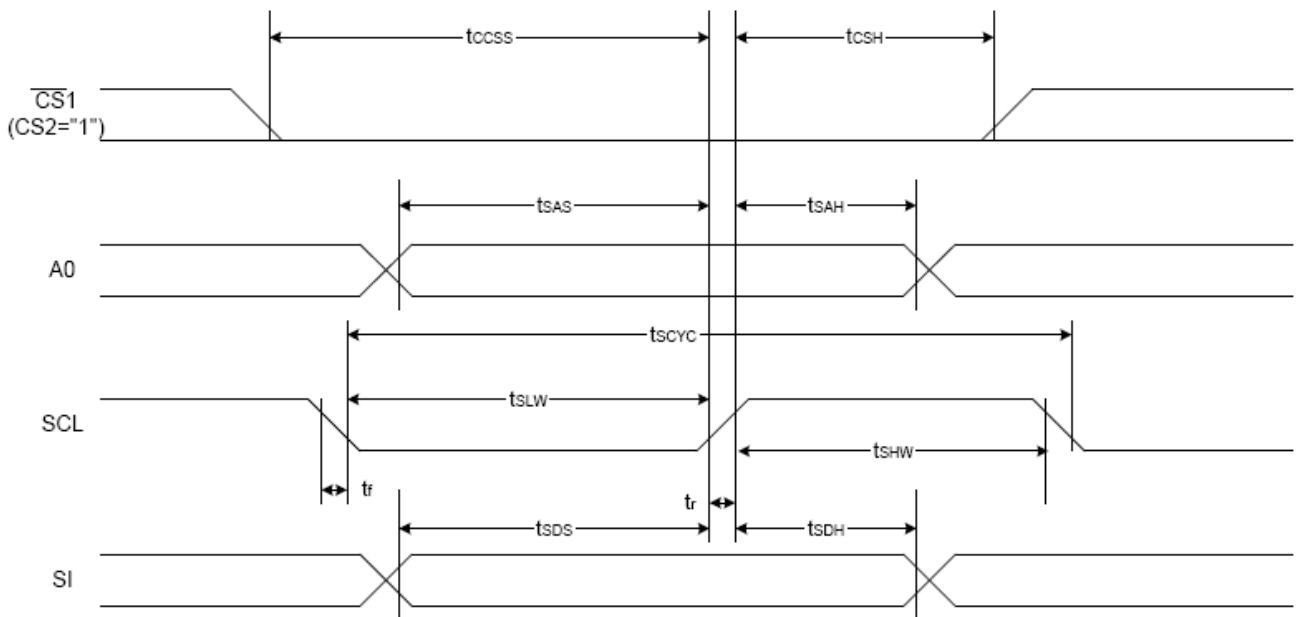 tCCSS
tCSH
CS1
(CS2="1")
tSAS
tSAH
A0
tSCYC
tSLW
SCL
tSHW
tf
tr
tSDS
tSDH
SI